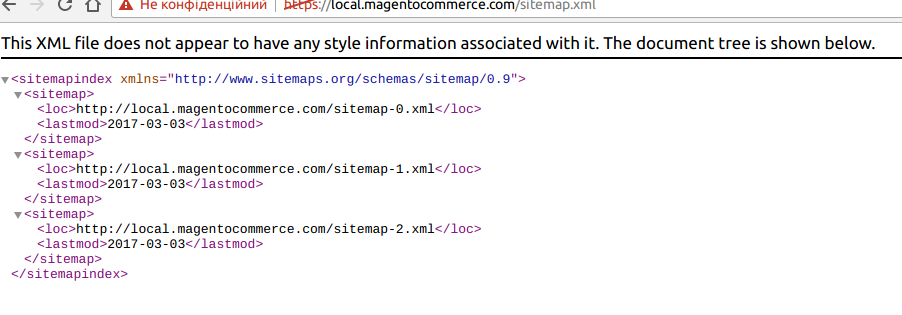 Не конфіденційний https://local.magentocommerce.com/sitemap.xml
This XML file does not appear to have any style information associated with it. The document tree is shown below.
<sitemapindex xmlns="http://www.sitemaps.org/schemas/sitemap/0.9">
<sitemap>
<loc>http://local.magentocommerce.com/sitemap-0.xml</loc>
<lastmod>2017-03-03</lastmod>
</sitemap>
<sitemap>
<loc>http://local.magentocommerce.com/sitemap-1.xml</loc>
<lastmod>2017-03-03</lastmod>
</sitemap>
<sitemap>
<loc>http://local.magentocommerce.com/sitemap-2.xml</loc>
<lastmod>2017-03-03</lastmod>
</sitemap>
</sitemapindex>